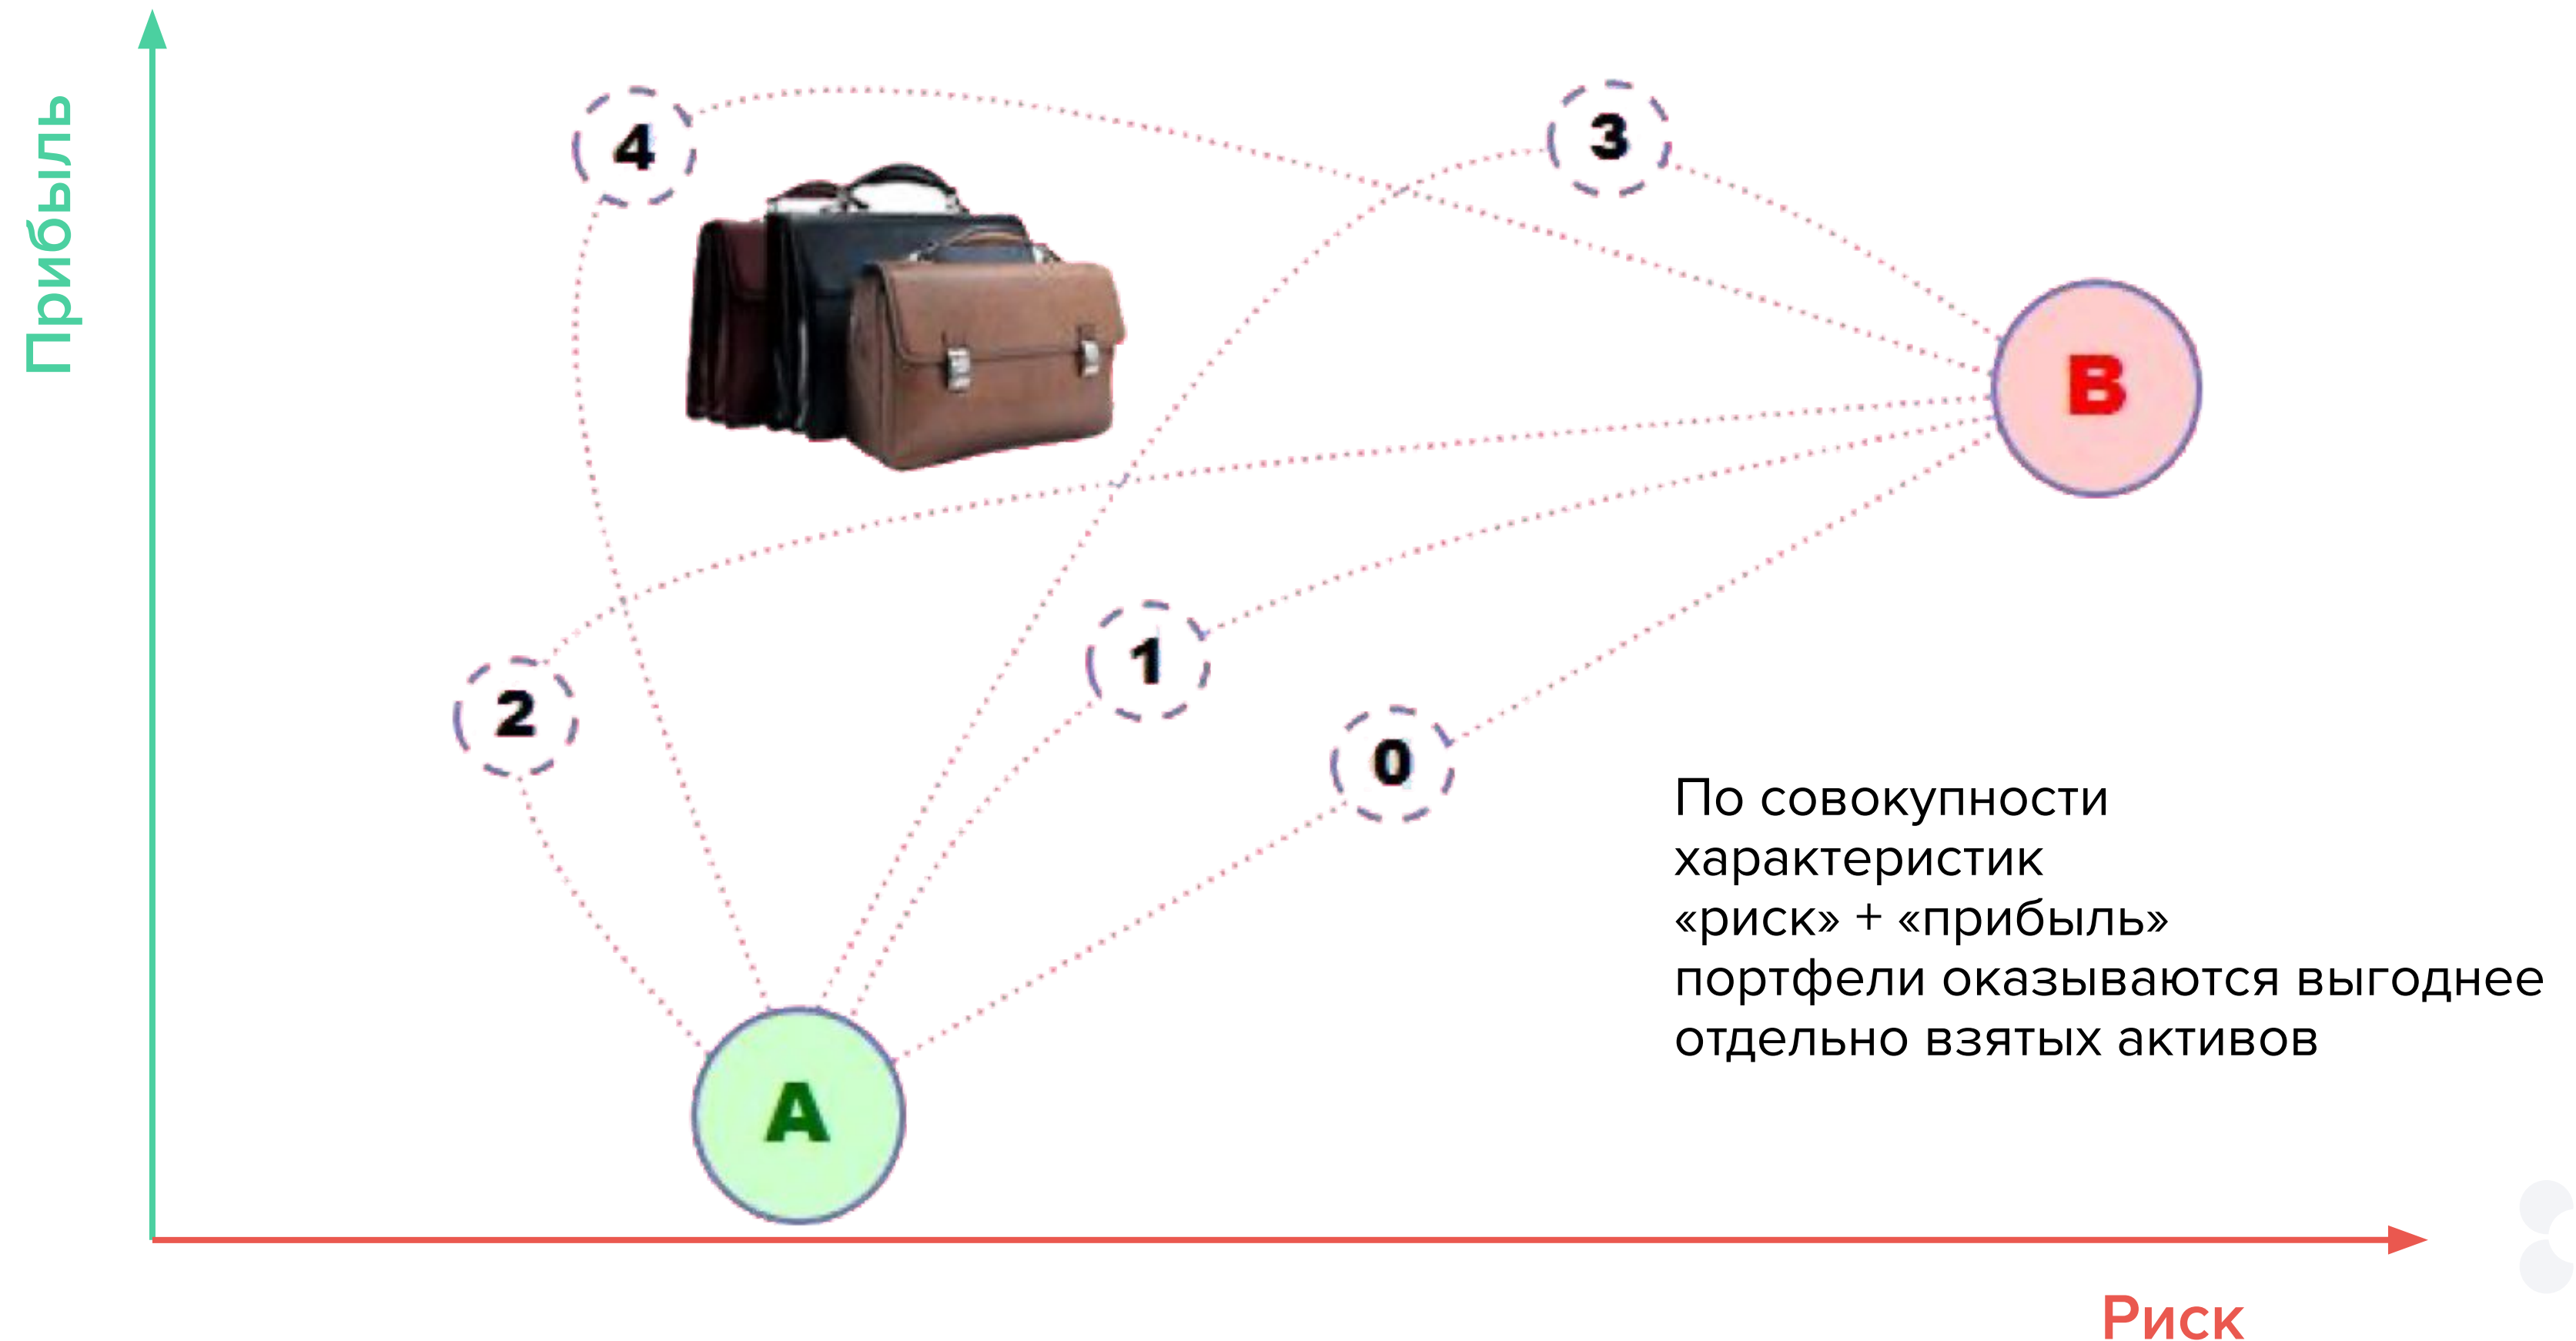 Прибыль
4
3
B
1
2
0
По совокупности
характеристик
«риск» + «прибыль»
портфели оказываются выгоднее
отдельно взятых активов
A
Риск